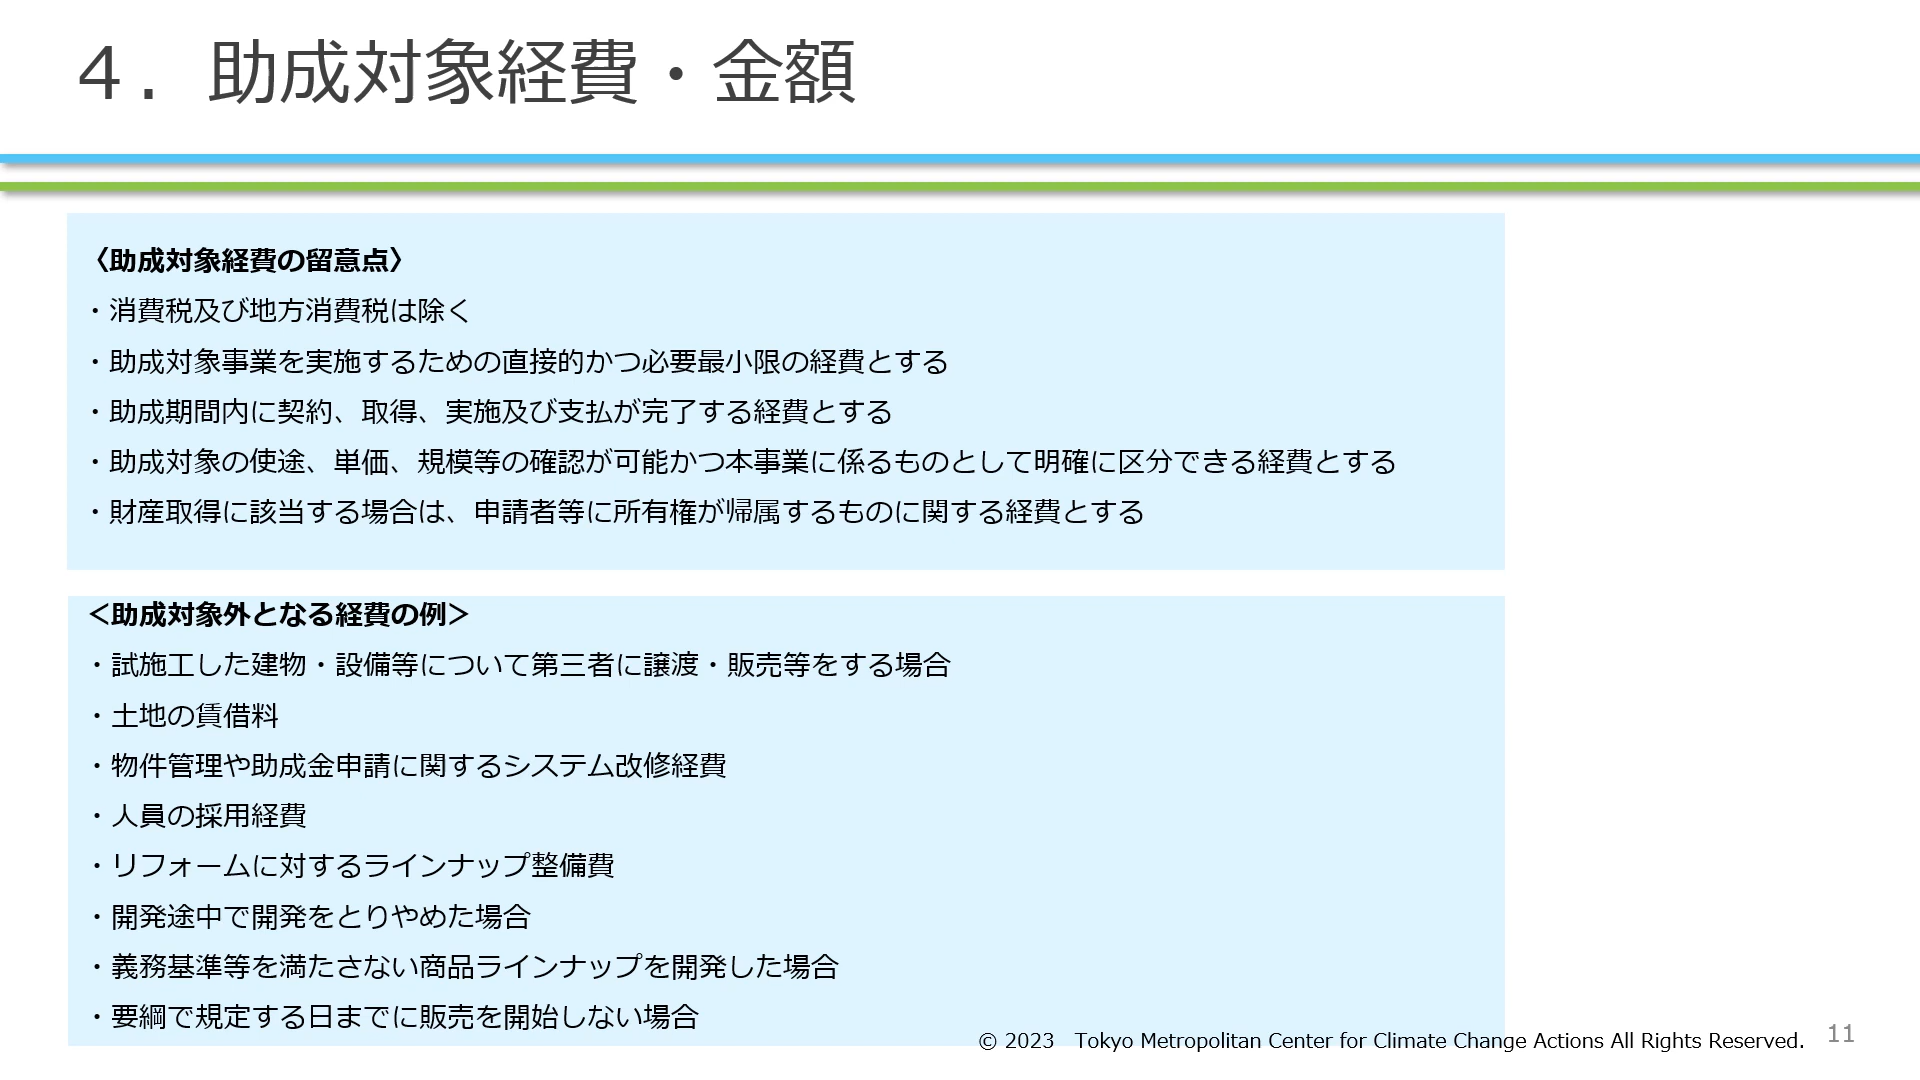 ４．助成対象経費・金額
〈助成対象経費の留意点〉
・消費税及び地方消費税は除く
・助成対象事業を実施するための直接的かつ必要最小限の経費とする
・助成期間内に契約、取得、実施及び支払が完了する経費とする
・助成対象の使途、単価、規模等の確認が可能かつ本事業に係るものとして明確に区分できる経費とする
・財産取得に該当する場合は、申請者等に所有権が帰属するものに関する経費とする
＜助成対象外となる経費の例＞
・試施工した建物・設備等について第三者に譲渡・販売等をする場合
・土地の賃借料
・物件管理や助成金申請に関するシステム改修経費
・人員の採用経費
・リフォームに対するラインナップ整備費
・開発途中で開発をとりやめた場合
・義務基準等を満たさない商品ラインナップを開発した場合
・要綱で規定する日までに販売を開始しない場合
© 2023　Tokyo Metropolitan Center for Climate Change Actions All Rights Reserved.
11